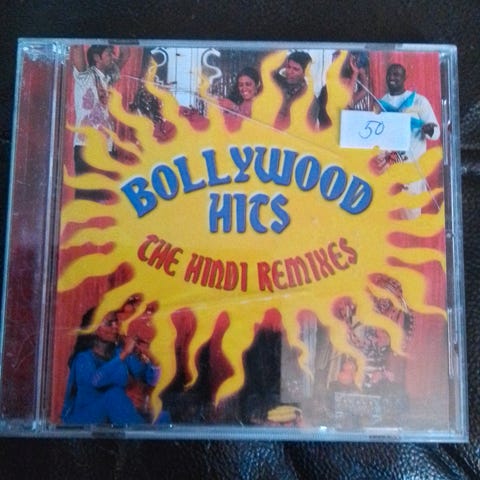 50
BOLLYWOOD
HITS
THE HINDI REMIXES